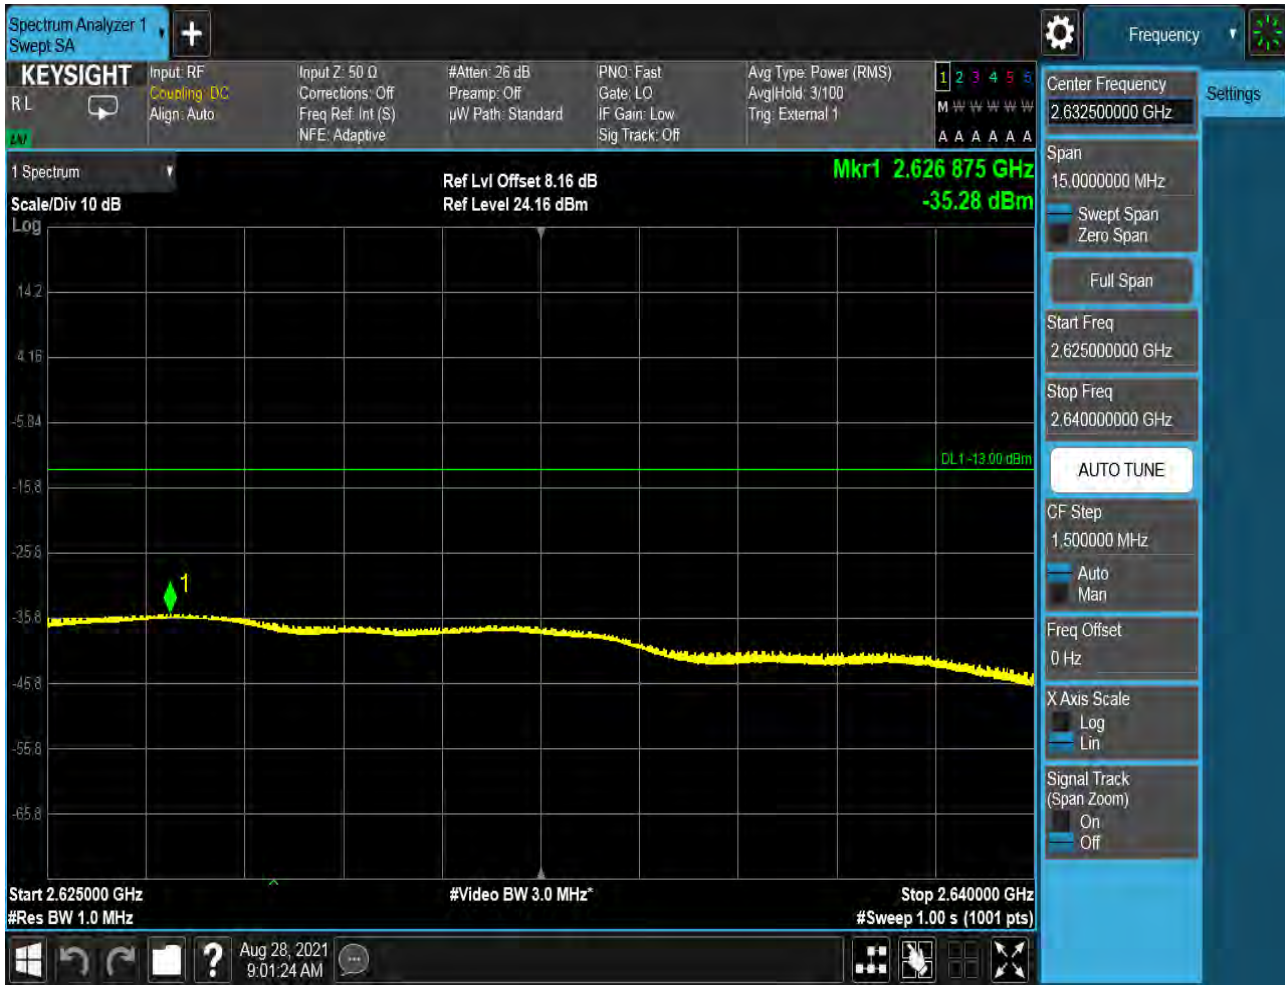 Spectrum Analyzer 1
Swept SA
Frequency
KEYSIGHT
R L
Input: RF
Coupling: DC
Align: Auto
Input Z: 50 Ω
Corrections: Off
Freq Ref: Int (S)
NFE: Adaptive
#Atten: 26 dB
Preamp: Off
µW Path: Standard
PNO: Fast
Gate: LO
IF Gain: Low
Sig Track: Off
Avg Type: Power (RMS)
Avg|Hold: 3/100
Trig: External 1
1 2 3 4 5 6
M W W W W W
A A A A A A
1 Spectrum
Scale/Div 10 dB
Log
Ref Lvl Offset 8.16 dB
Ref Level 24.16 dBm
Mkr1 2.626 875 GHz
-35.28 dBm
14.2
4.16
-5.84
DL1 -13.00 dBm
-15.8
-25.8
1
-35.8
-45.8
-55.8
-65.8
Start 2.625000 GHz
#Res BW 1.0 MHz
#Video BW 3.0 MHz*
Stop 2.640000 GHz
#Sweep 1.00 s (1001 pts)
Aug 28, 2021
9:01:24 AM
Center Frequency
2.632500000 GHz
Settings
Span
15.0000000 MHz
Swept Span
Zero Span
Full Span
Start Freq
2.625000000 GHz
Stop Freq
2.640000000 GHz
AUTO TUNE
CF Step
1.500000 MHz
Auto
Man
Freq Offset
0 Hz
X Axis Scale
Log
Lin
Signal Track
(Span Zoom)
On
Off